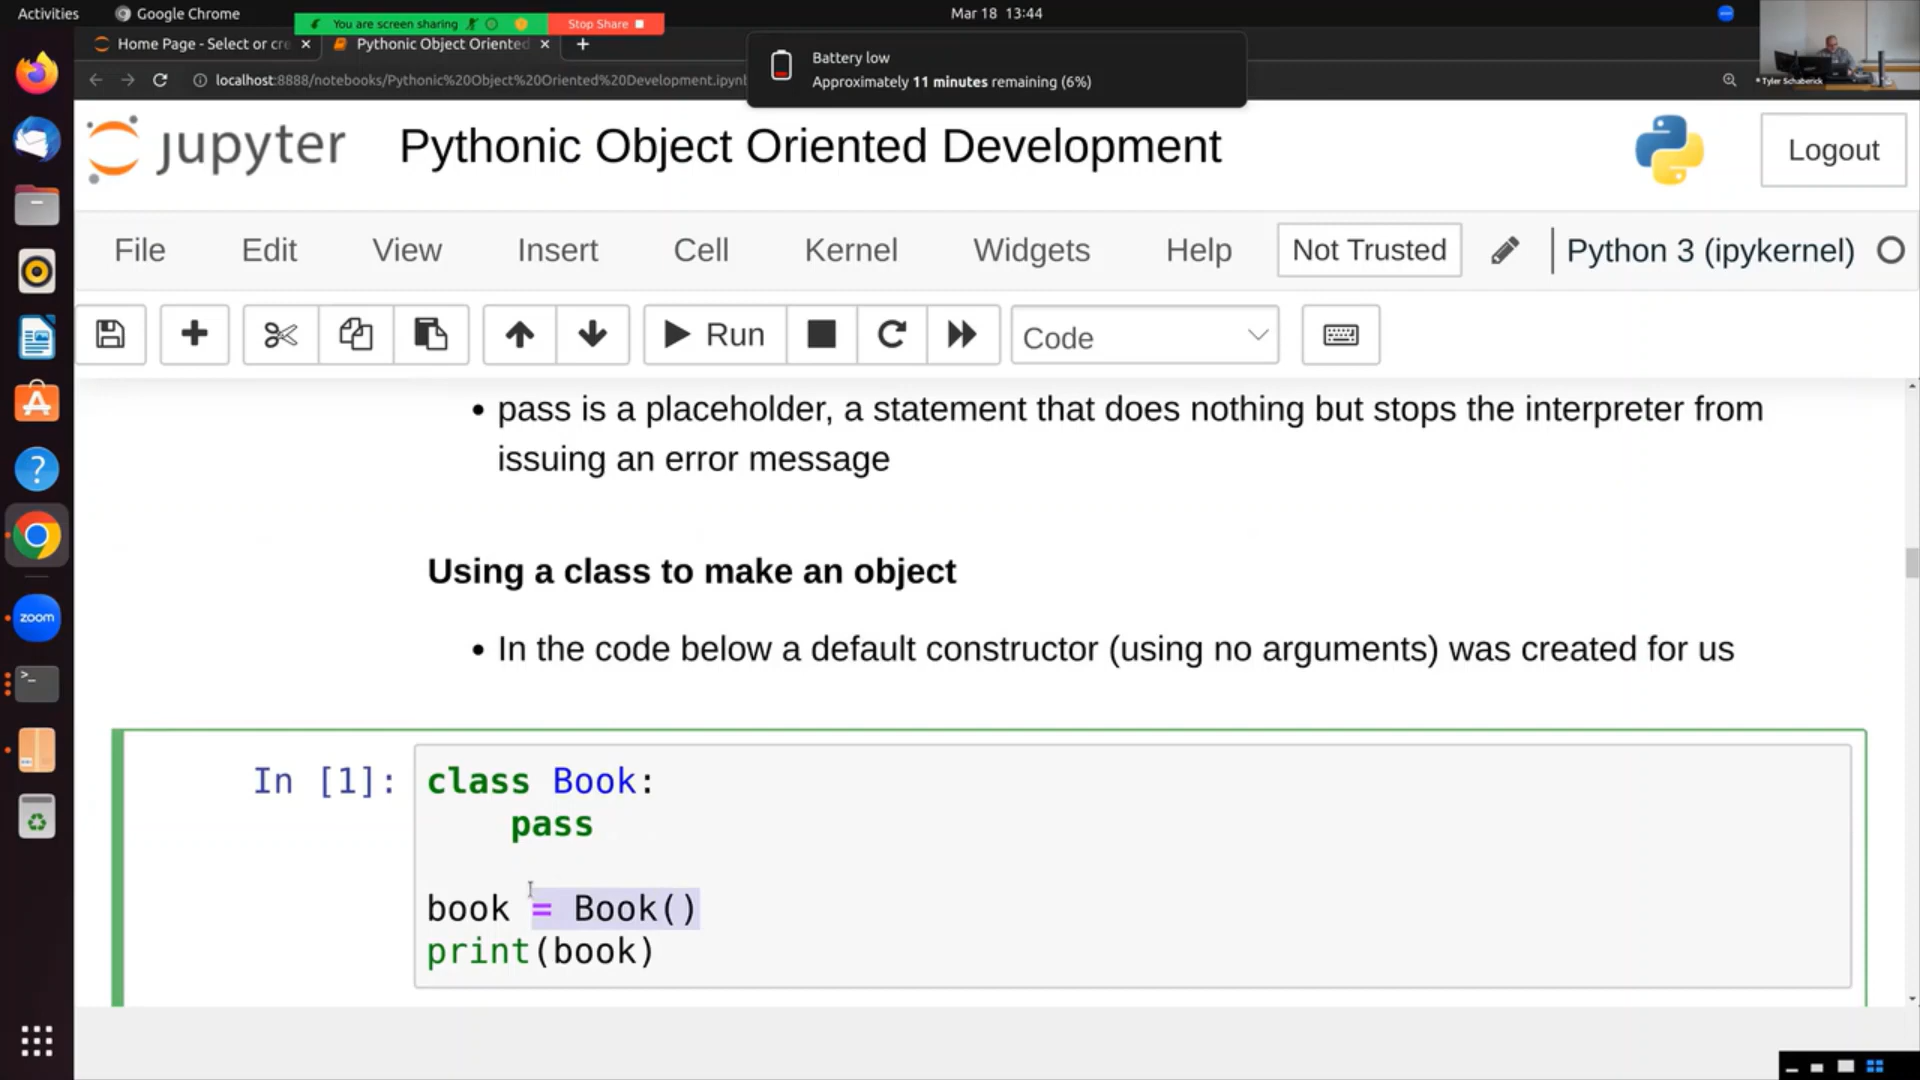 Activities
Google Chrome
You are screen sharing
Stop Share
Mar 18 13:44
Home Page - Select or cre
Pythonic Object Oriented
Battery low
Approximately 11 minutes remaining (6%)
localhost:8888/notebooks/Pythonic%20Object%20Oriented%20Development.ipynb
Tyler Schaberick
jupyter
Pythonic Object Oriented Development
Logout
File Edit View Insert Cell Kernel Widgets Help
Not Trusted
Python 3 (ipykernel)
Run
Code
• pass is a placeholder, a statement that does nothing but stops the interpreter from
issuing an error message
Using a class to make an object
• In the code below a default constructor (using no arguments) was created for us
In [1]:
class Book:
    pass
book = Book()
print(book)
zoom